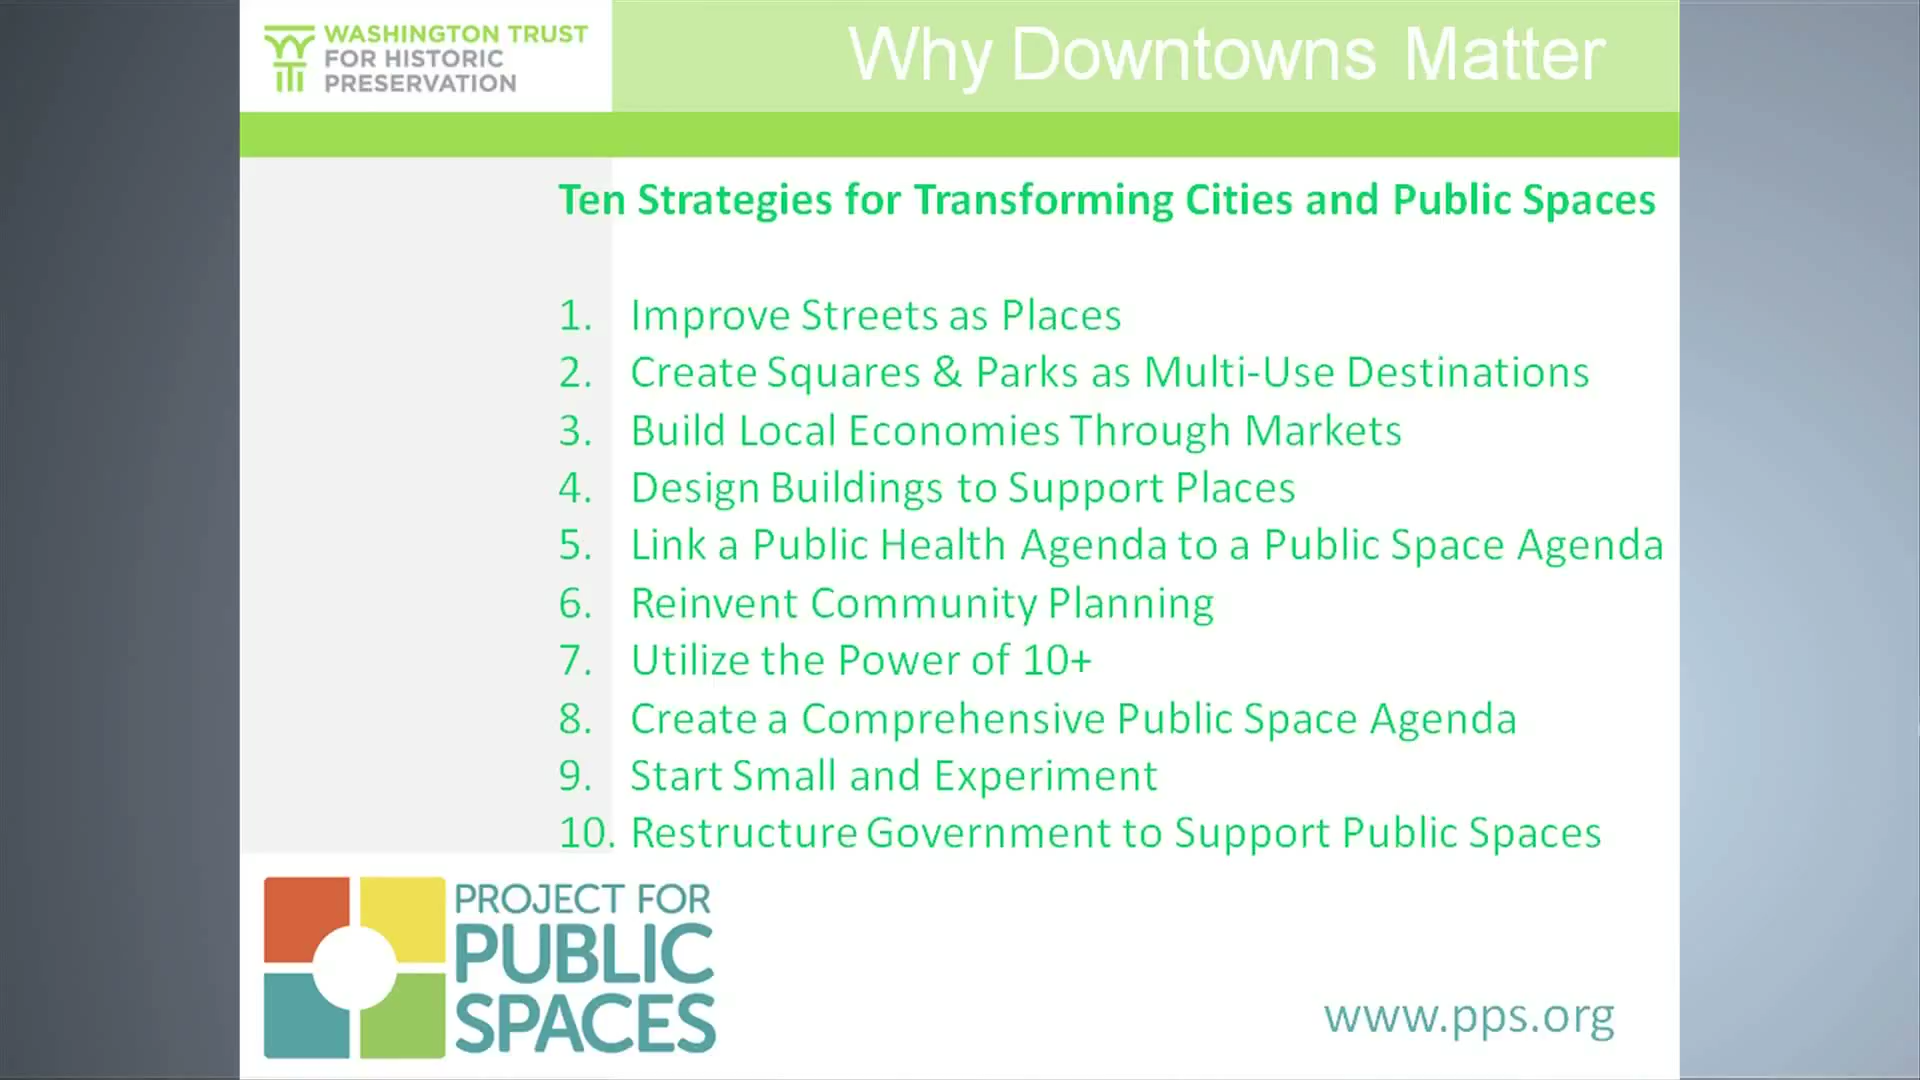 WASHINGTON TRUST
FOR HISTORIC
PRESERVATION
Why Downtowns Matter
Ten Strategies for Transforming Cities and Public Spaces
1. Improve Streets as Places
2. Create Squares & Parks as Multi-Use Destinations
3. Build Local Economies Through Markets
4. Design Buildings to Support Places
5. Link a Public Health Agenda to a Public Space Agenda
6. Reinvent Community Planning
7. Utilize the Power of 10+
8. Create a Comprehensive Public Space Agenda
9. Start Small and Experiment
10. Restructure Government to Support Public Spaces
PROJECT FOR
PUBLIC
SPACES
www.pps.org